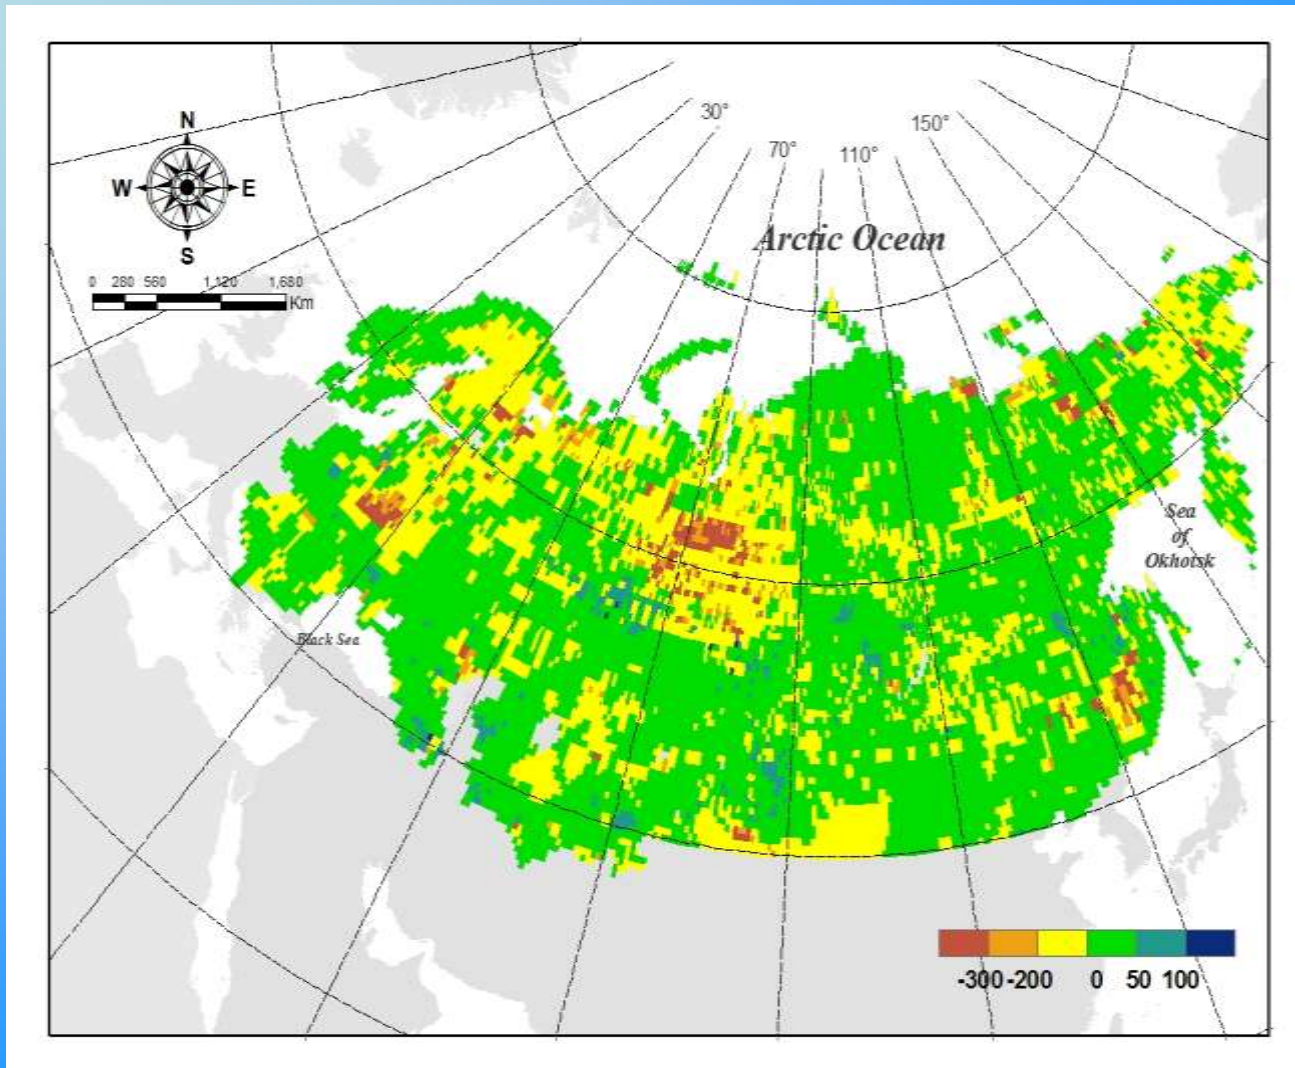 30°
150°
N
70°
110°
W
E
Arctic Ocean
S
0 280 560 1,120 1,680
Km
Sea
of
Okhotsk
Black Sea
-300 -200 0 50 100